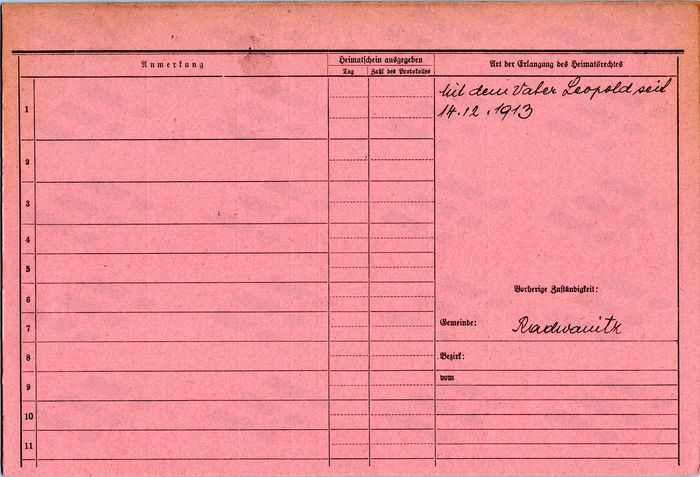 Anmerkung
Heimatschein ausgegeben
Tag
Zahl des Protokolles
Art der Erlangung des Heimatsrechtes
Mit dem Vater Leopold seit
14.12.1913
1
2
3
4
5
6
7
8
9
10
11
Vorherige Zuständigkeit:
Gemeinde: Radwanitz
Bezirk:
vom